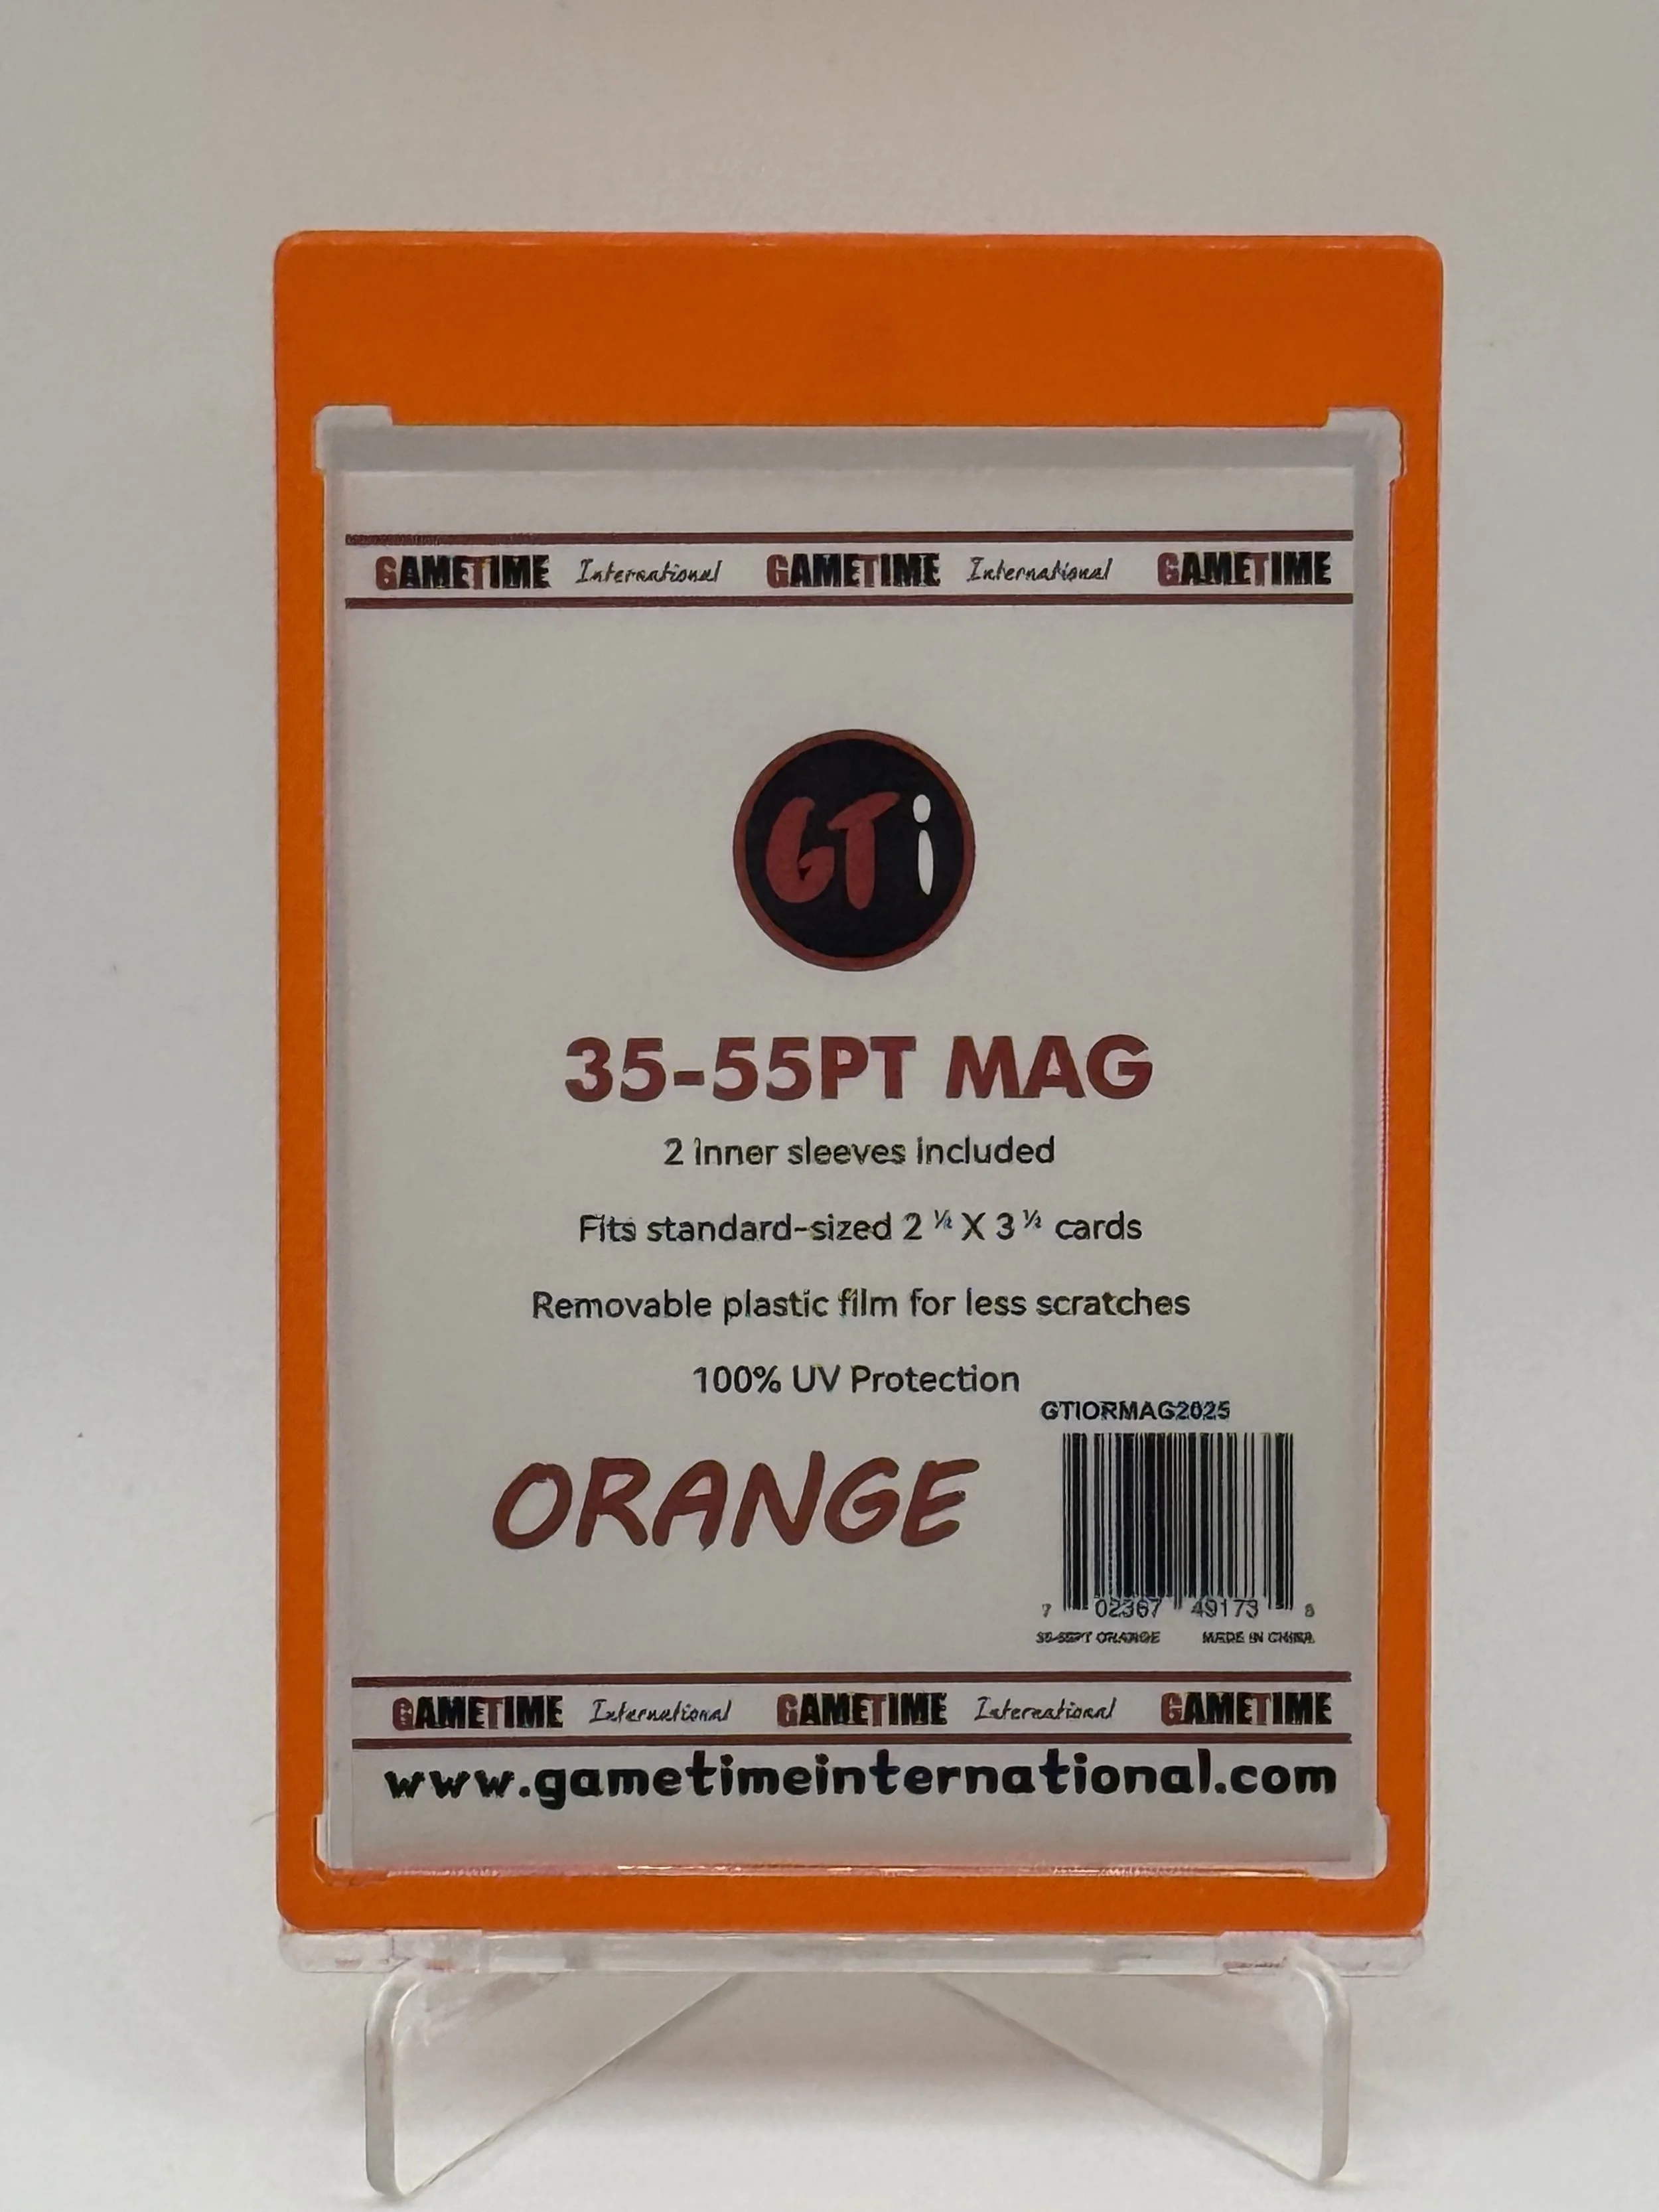 GAMETIME International GAMETIME International GAMETIME
GTi
35-55PT MAG
2 inner sleeves included
Fits standard-sized 2 ½ X 3 ½ cards
Removable plastic film for less scratches
100% UV Protection
GTIORMAG2025
ORANGE
7 02367 49173 8
35-55PT ORANGE MADE IN CHINA
GAMETIME International GAMETIME International GAMETIME
www.gametimeinternational.com